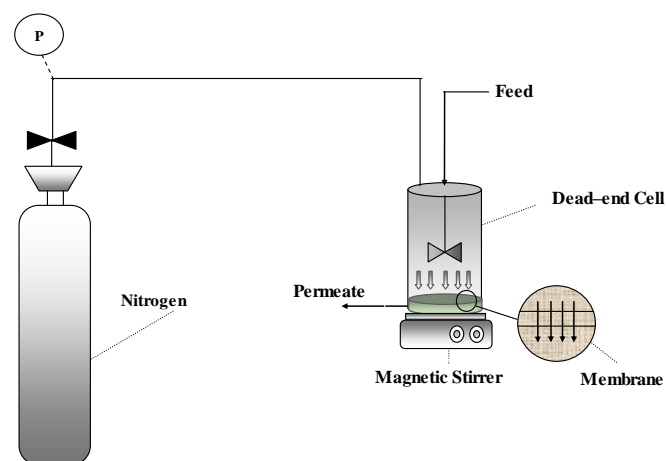 P
Feed
Dead–end Cell
Nitrogen
Permeate
Magnetic Stirrer
Membrane